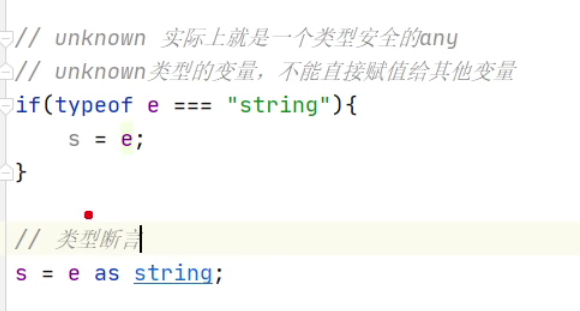 // unknown 实际上就是一个类型安全的any
// unknown类型的变量，不能直接赋值给其他变量
if(typeof e === "string"){
    s = e;
}
// 类型断言
s = e as string;